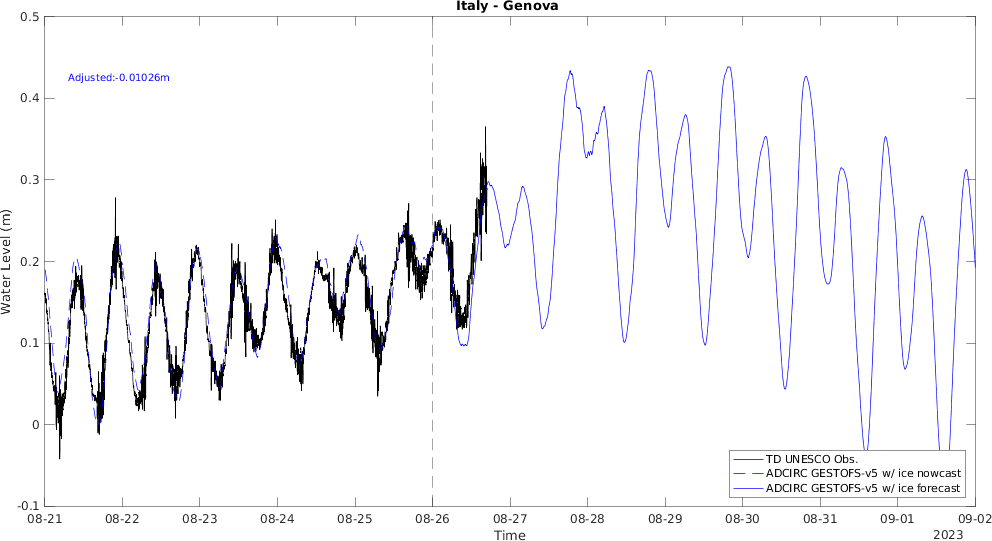 Italy - Genova
0.5
0.4
0.3
0.2
0.1
0
-0.1
Water Level (m)
Adjusted:-0.01026m
TD UNESCO Obs.
ADCIRC GESTOFS-v5 w/ ice nowcast
ADCIRC GESTOFS-v5 w/ ice forecast
08-21 08-22 08-23 08-24 08-25 08-26 08-27 08-28 08-29 08-30 08-31 09-01 09-02
Time
2023